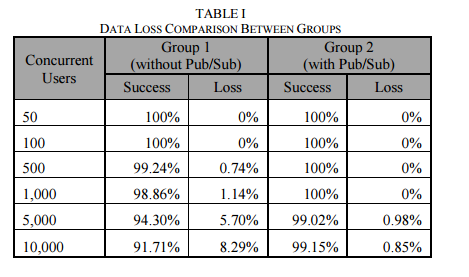 TABLE I
DATA LOSS COMPARISON BETWEEN GROUPS
Concurrent Users Group 1 (without Pub/Sub) Group 2 (with Pub/Sub)
Success Loss Success Loss
50 100% 0% 100% 0%
100 100% 0% 100% 0%
500 99.24% 0.74% 100% 0%
1,000 98.86% 1.14% 100% 0%
5,000 94.30% 5.70% 99.02% 0.98%
10,000 91.71% 8.29% 99.15% 0.85%